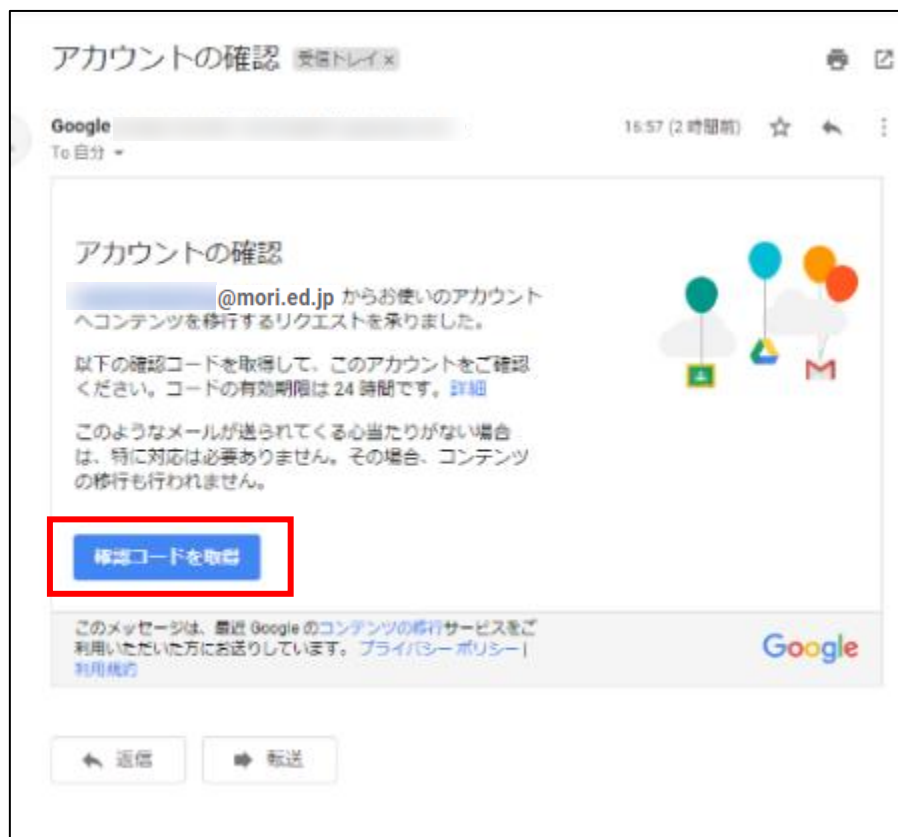 アカウントの確認 受信トレイ x
Google
16:57 (2 時間前)
To 自分
アカウントの確認
@mori.ed.jp からお使いのアカウント
へコンテンツを移行するリクエストを承りました。
以下の確認コードを取得して、このアカウントをご確認
ください。コードの有効期限は 24 時間です。詳細
このようなメールが送られてくる心当たりがない場合
は、特に対応は必要ありません。その場合、コンテンツ
の移行も行われません。
確認コードを取得
このメッセージは、最近 Google のコンテンツの移行サービスをご
利用いただいた方にお送りしています。 プライバシー ポリシー |
利用規約
Google
返信
転送